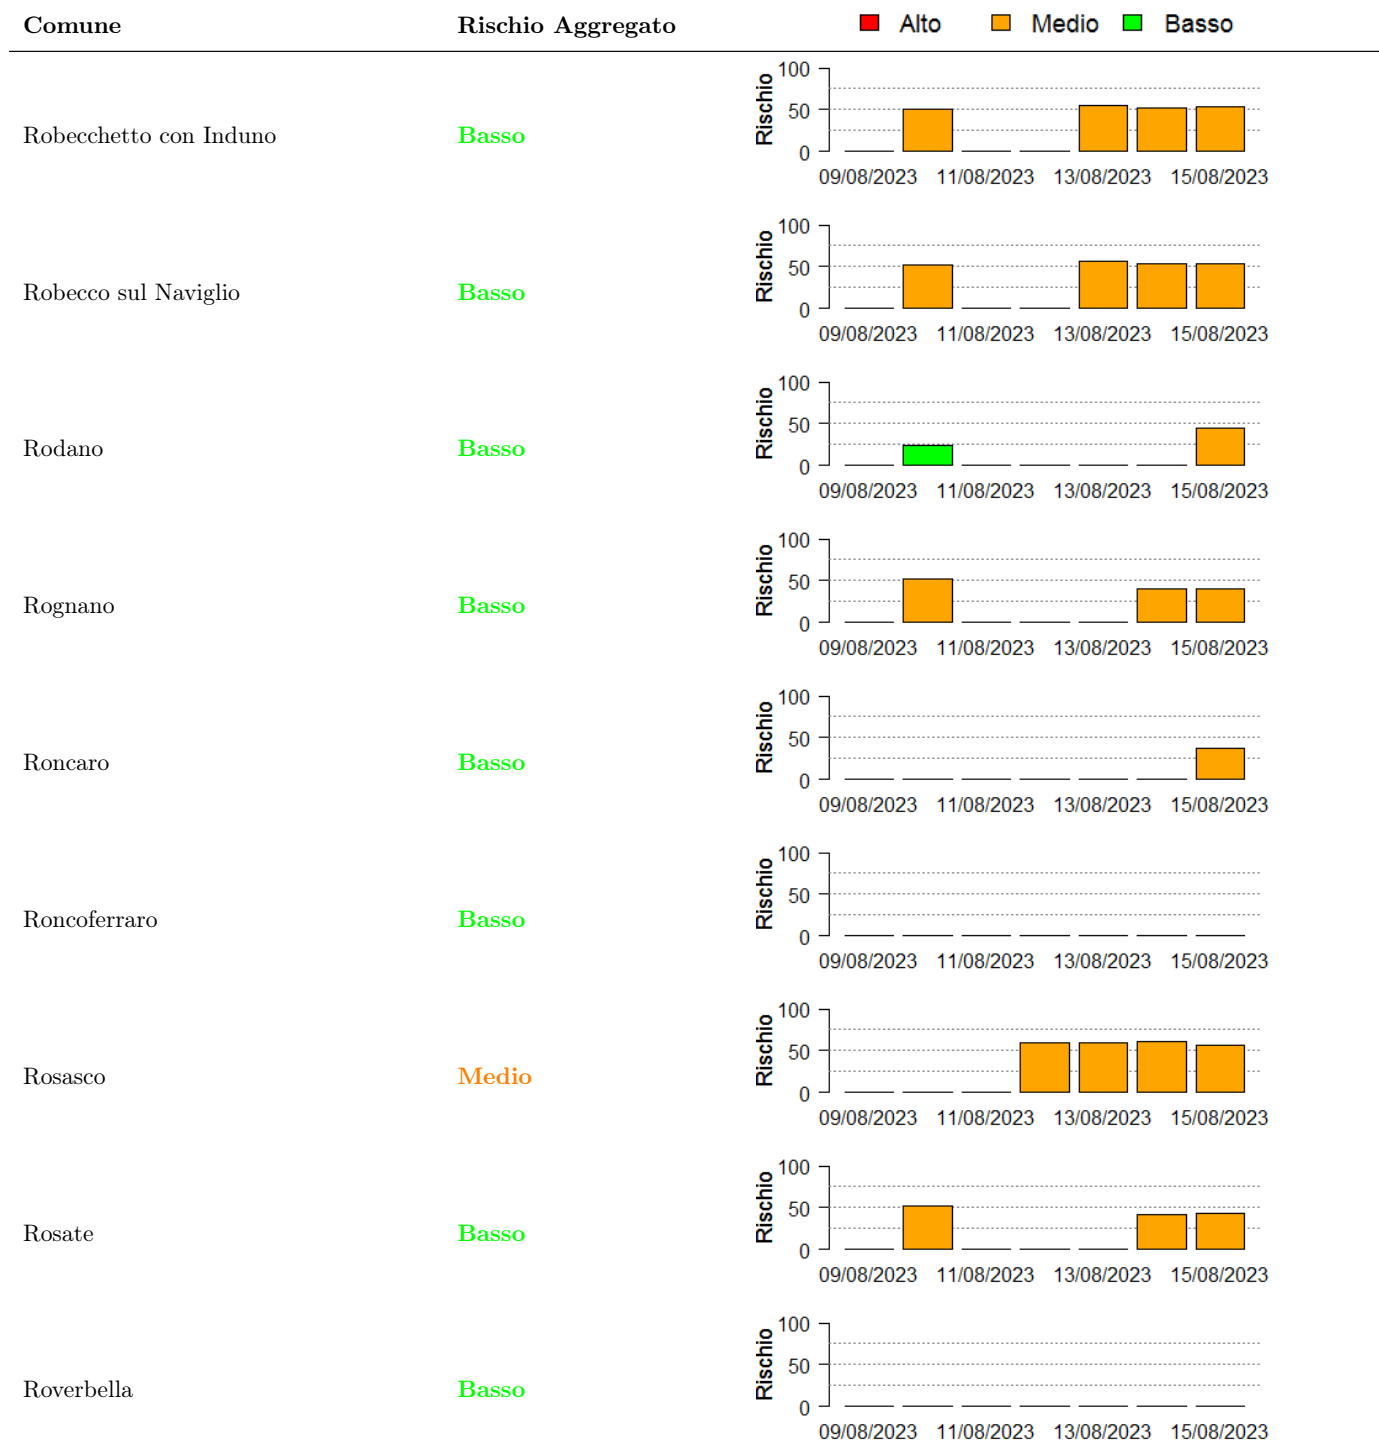 Comune Rischio Aggregato Alto Medio Basso
Robecchetto con Induno Basso
Rischio
100
50
0
09/08/2023 11/08/2023 13/08/2023 15/08/2023
Robecco sul Naviglio Basso
Rischio
100
50
0
09/08/2023 11/08/2023 13/08/2023 15/08/2023
Rodano Basso
Rischio
100
50
0
09/08/2023 11/08/2023 13/08/2023 15/08/2023
Rognano Basso
Rischio
100
50
0
09/08/2023 11/08/2023 13/08/2023 15/08/2023
Roncaro Basso
Rischio
100
50
0
09/08/2023 11/08/2023 13/08/2023 15/08/2023
Roncoferraro Basso
Rischio
100
50
0
09/08/2023 11/08/2023 13/08/2023 15/08/2023
Rosasco Medio
Rischio
100
50
0
09/08/2023 11/08/2023 13/08/2023 15/08/2023
Rosate Basso
Rischio
100
50
0
09/08/2023 11/08/2023 13/08/2023 15/08/2023
Roverbella Basso
Rischio
100
50
0
09/08/2023 11/08/2023 13/08/2023 15/08/2023